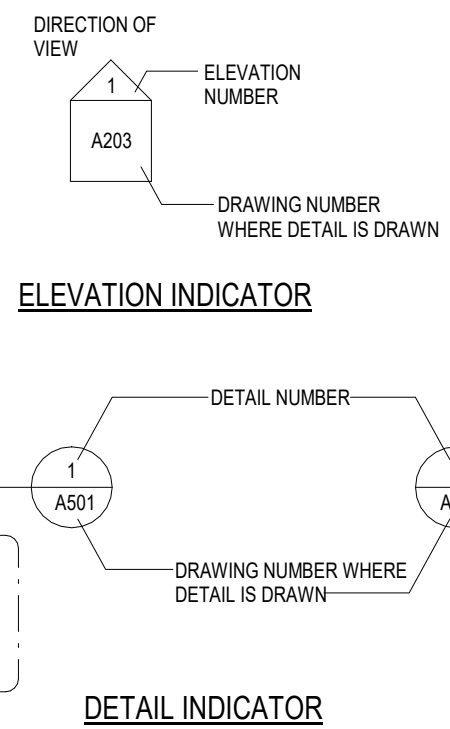 DIRECTION OF
VIEW
1
ELEVATION
NUMBER
A203
DRAWING NUMBER
WHERE DETAIL IS DRAWN
ELEVATION INDICATOR
DETAIL NUMBER
1
A501
A
DRAWING NUMBER WHERE
DETAIL IS DRAWN
DETAIL INDICATOR